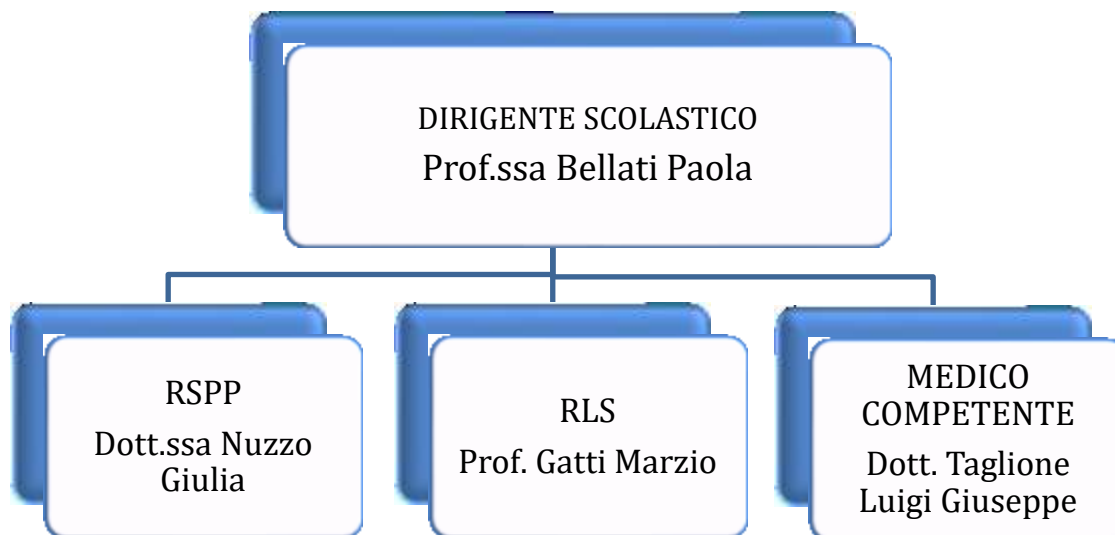 DIRIGENTE SCOLASTICO
Prof.ssa Bellati Paola
RSPP
Dott.ssa Nuzzo
Giulia
RLS
Prof. Gatti Marzio
MEDICO
COMPETENTE
Dott. Taglione
Luigi Giuseppe